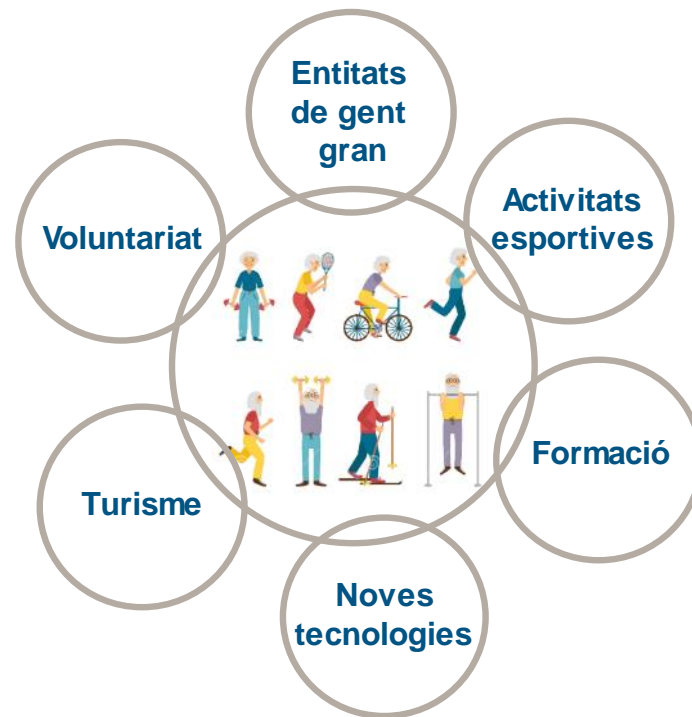 Entitats
de gent
gran
Activitats
esportives
Voluntariat
Formació
Turisme
Noves
tecnologies